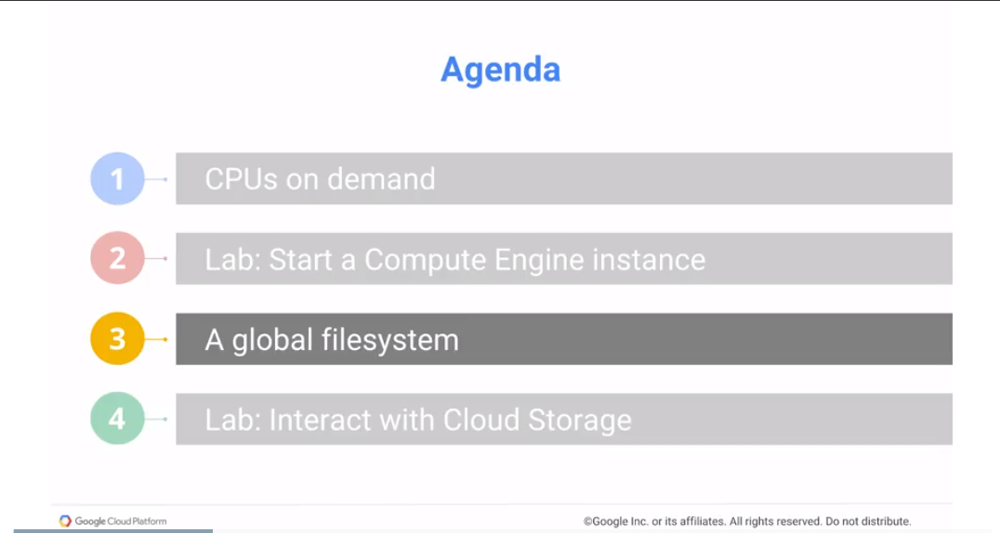 Agenda
1 CPUs on demand
2 Lab: Start a Compute Engine instance
3 A global filesystem
4 Lab: Interact with Cloud Storage
Google Cloud Platform ©Google Inc. or its affiliates. All rights reserved. Do not distribute.